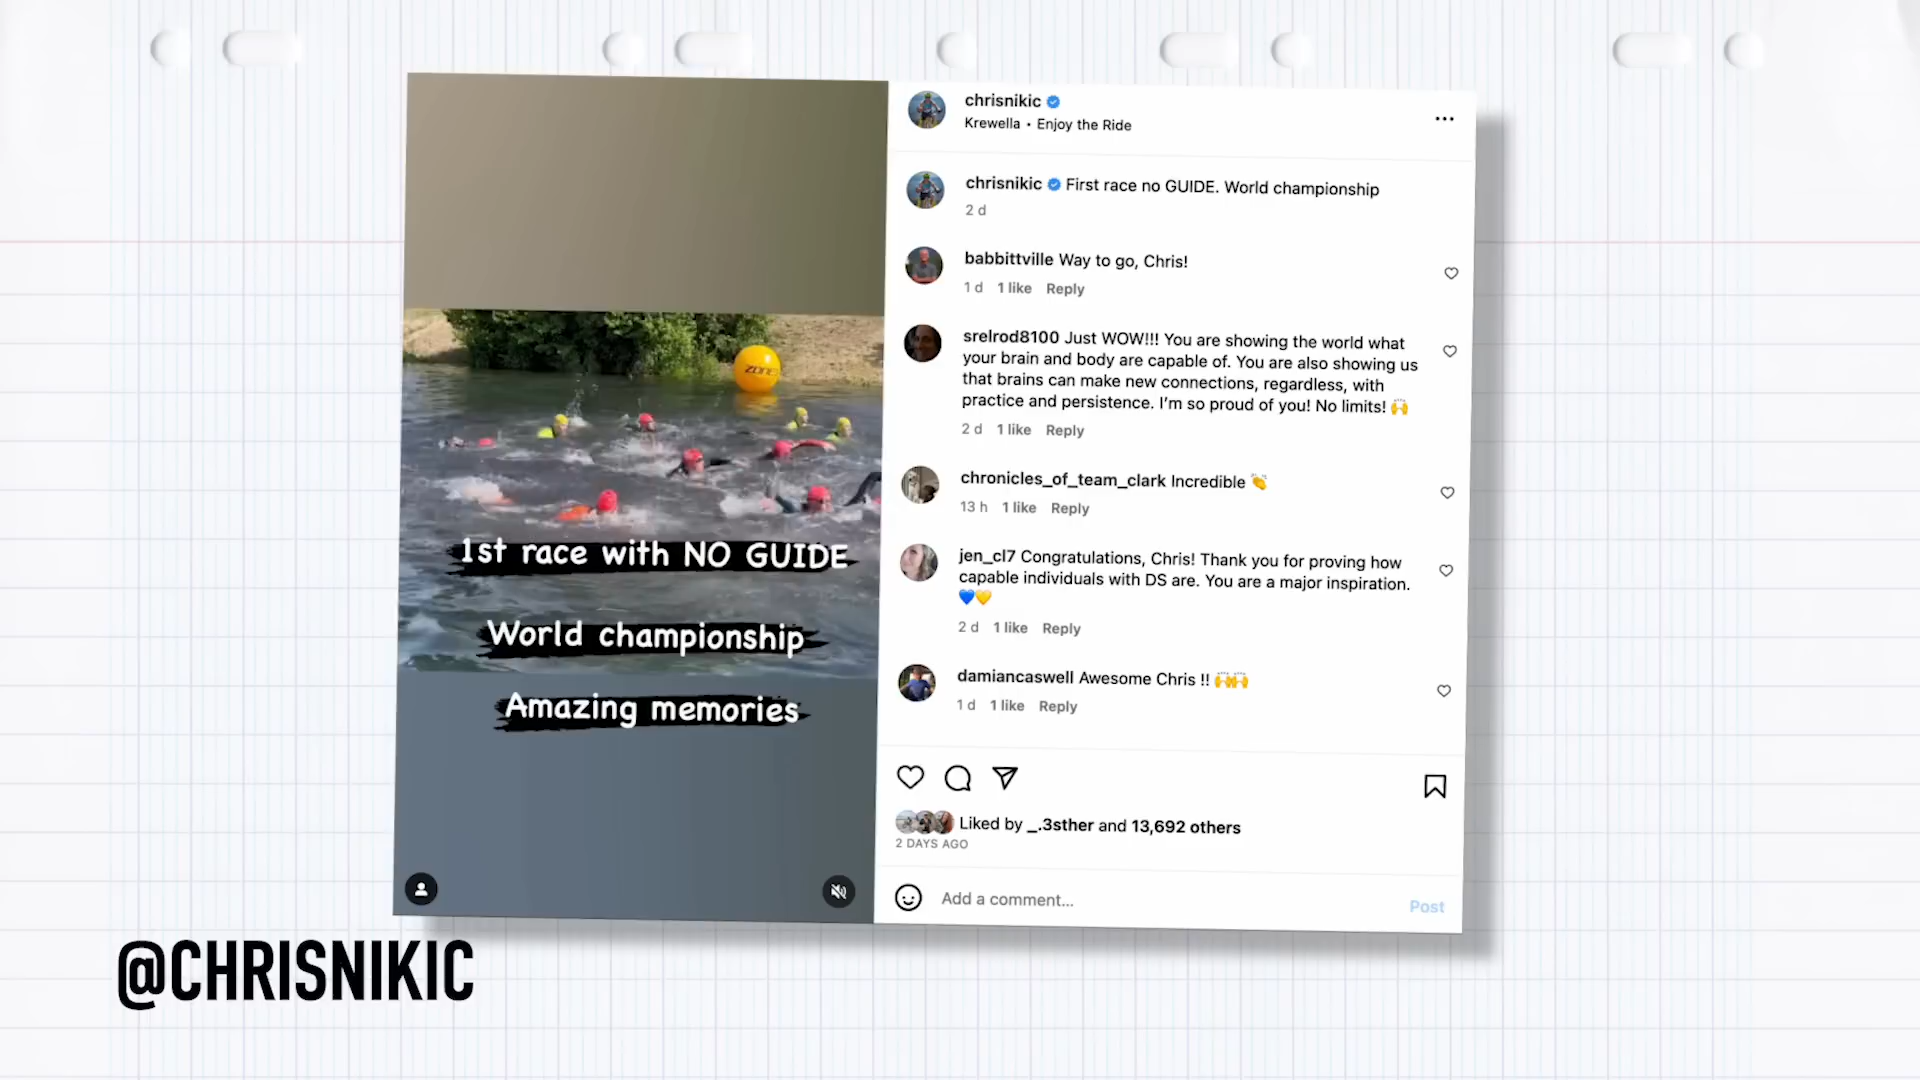 chrisnikic
Krewella • Enjoy the Ride
chrisnikic First race no GUIDE. World championship
2 d
babbittville Way to go, Chris!
1 d 1 like Reply
srelrod8100 Just WOW!!! You are showing the world what
your brain and body are capable of. You are also showing us
that brains can make new connections, regardless, with
practice and persistence. I'm so proud of you! No limits! 🙌
2 d 1 like Reply
chronicles_of_team_clark Incredible 👏
13 h 1 like Reply
jen_cl7 Congratulations, Chris! Thank you for proving how
capable individuals with DS are. You are a major inspiration.
💙💛
2 d 1 like Reply
damiancaswell Awesome Chris !! 🙌🙌
1 d 1 like Reply
Liked by _.3sther and 13,692 others
2 DAYS AGO
Add a comment...
Post
ZONE3
1st race with NO GUIDE
World championship
Amazing memories
@CHRISNIKIC